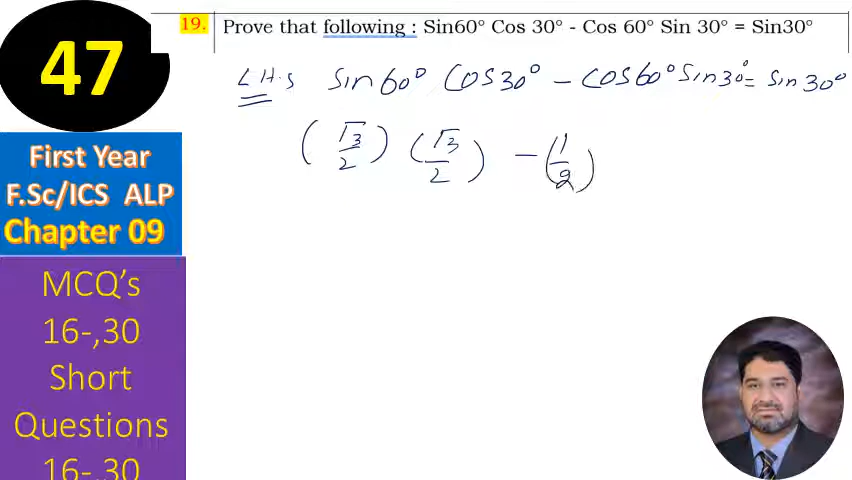 47
First Year
F.Sc/ICS ALP
Chapter 09
MCQ's
16-,30
Short
Questions
16-30
19. Prove that following : Sin60° Cos 30° - Cos 60° Sin 30° = Sin30°
L H.S Sin 60° Cos 30° - Cos 60° Sin 30° = Sin 30°
(√3/2) (√3/2) - (1/2)